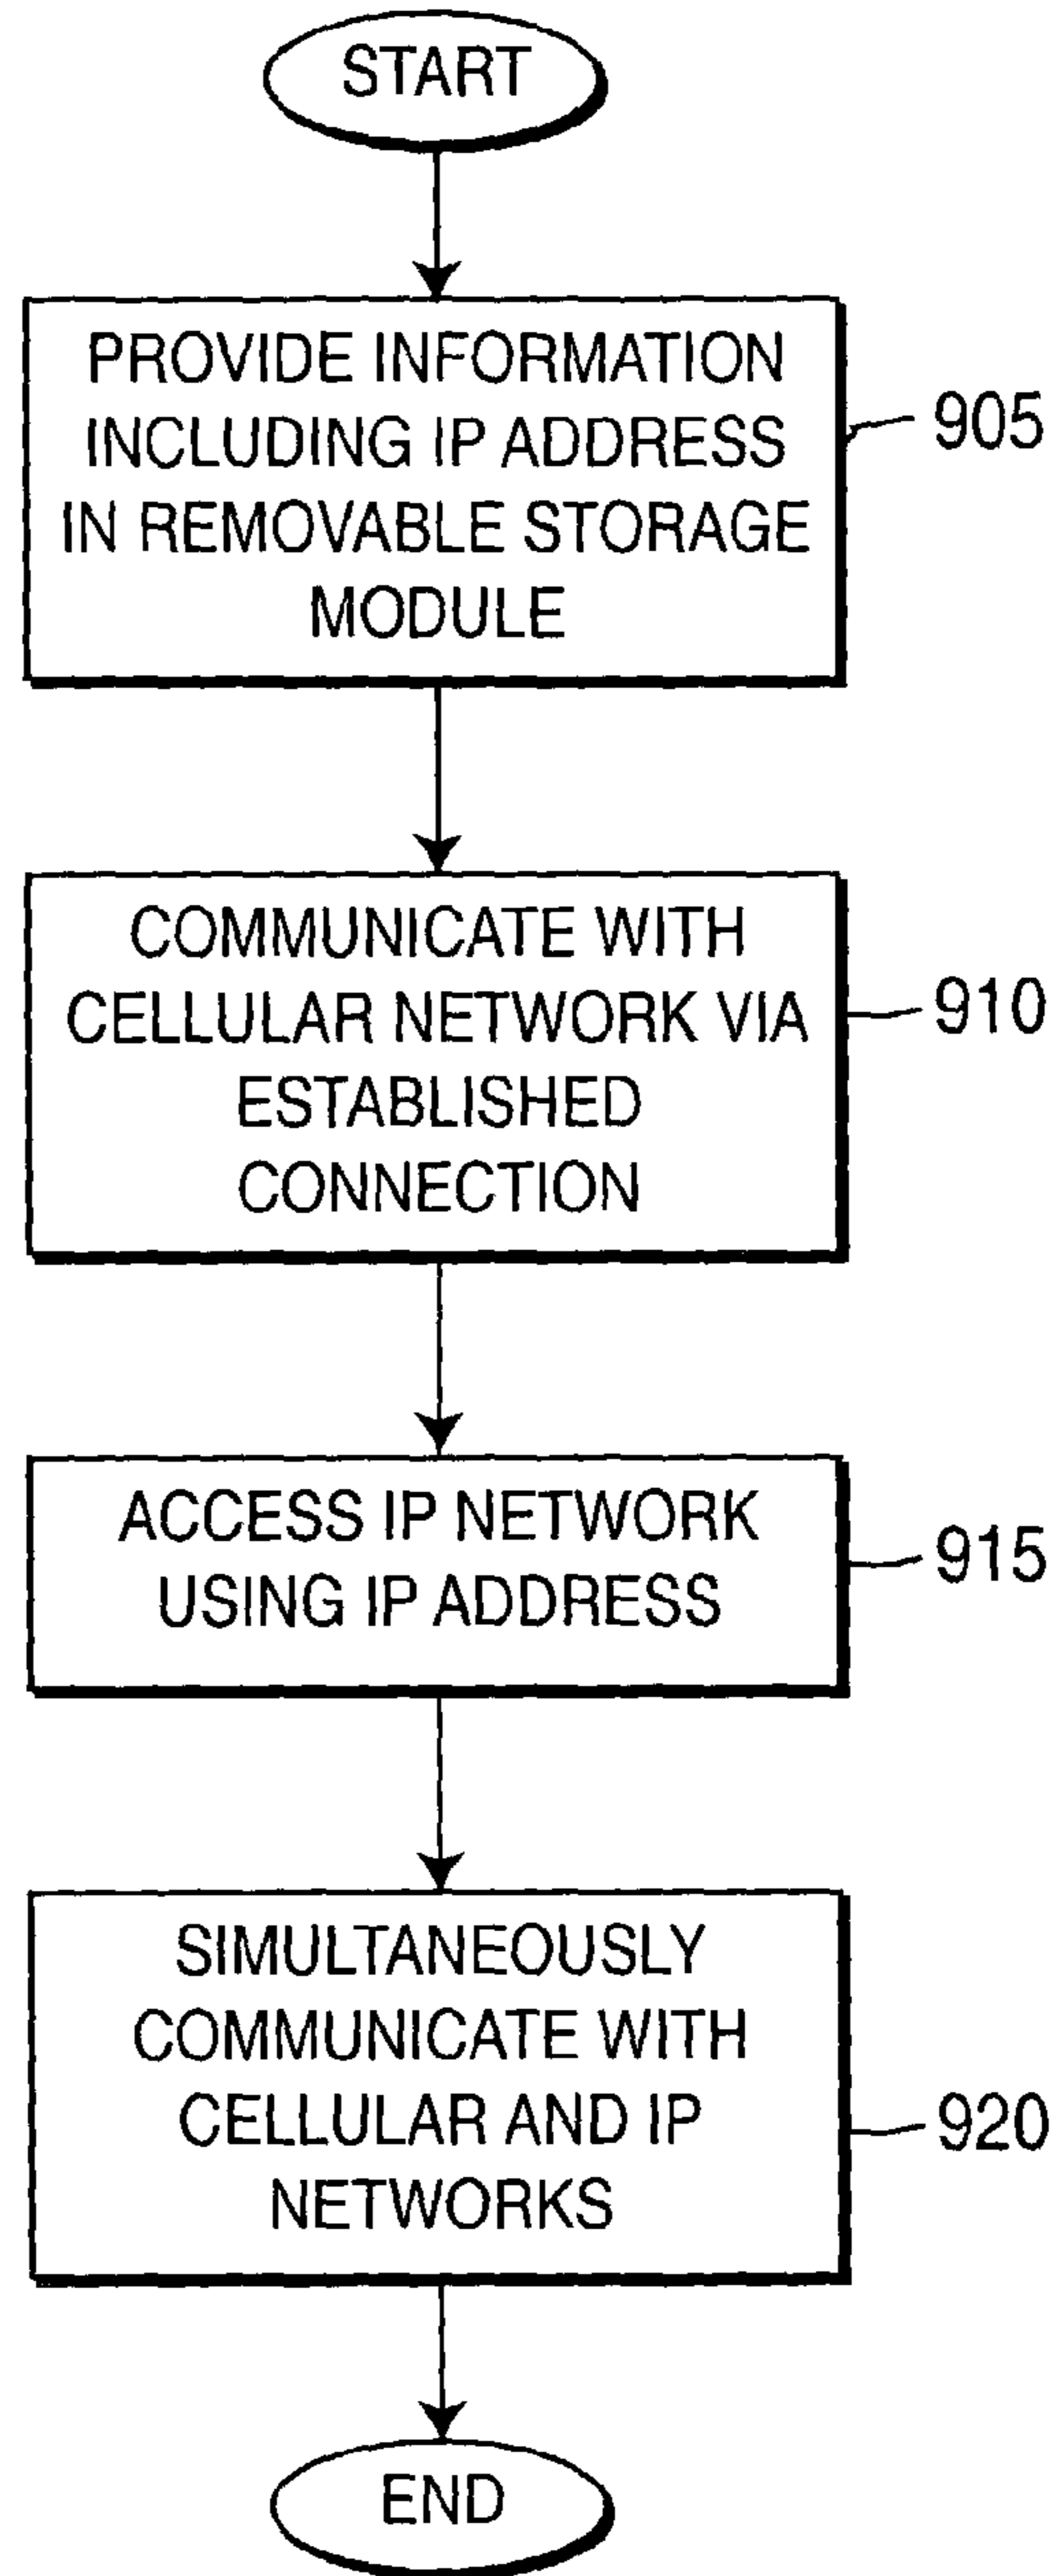 START
PROVIDE INFORMATION
INCLUDING IP ADDRESS
IN REMOVABLE STORAGE
MODULE
905
COMMUNICATE WITH
CELLULAR NETWORK VIA
ESTABLISHED
CONNECTION
910
ACCESS IP NETWORK
USING IP ADDRESS
915
SIMULTANEOUSLY
COMMUNICATE WITH
CELLULAR AND IP
NETWORKS
920
END